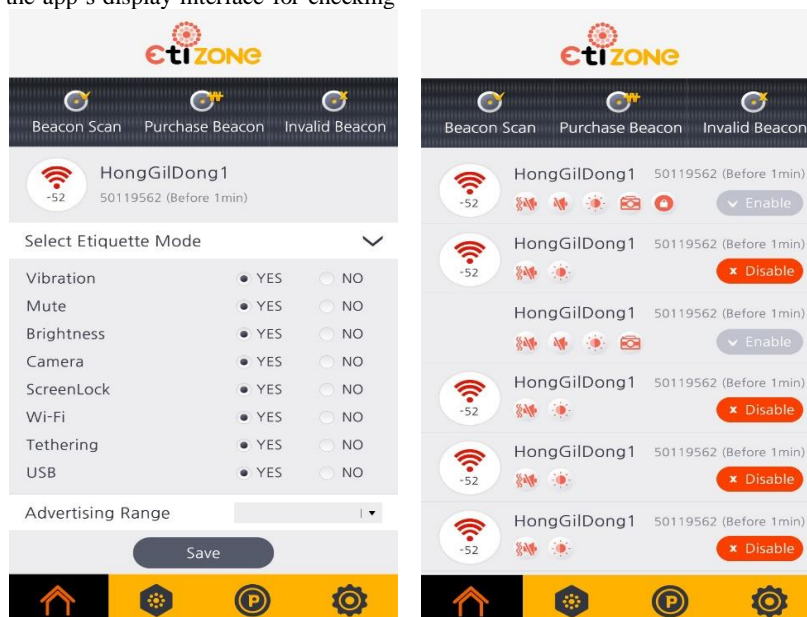 the app's display interface for checking
EtiZONE
Beacon Scan Purchase Beacon Invalid Beacon
HongGilDong1
-52
50119562 (Before 1min)
Select Etiquette Mode
Vibration YES NO
Mute YES NO
Brightness YES NO
Camera YES NO
ScreenLock YES NO
Wi-Fi YES NO
Tethering YES NO
USB YES NO
Advertising Range
Save
P
EtiZONE
Beacon Scan Purchase Beacon Invalid Beacon
HongGilDong1 50119562 (Before 1min)
-52 Enable
HongGilDong1 50119562 (Before 1min)
-52 x Disable
HongGilDong1 50119562 (Before 1min)
Enable
HongGilDong1 50119562 (Before 1min)
-52 x Disable
HongGilDong1 50119562 (Before 1min)
-52 x Disable
HongGilDong1 50119562 (Before 1min)
-52 x Disable
P